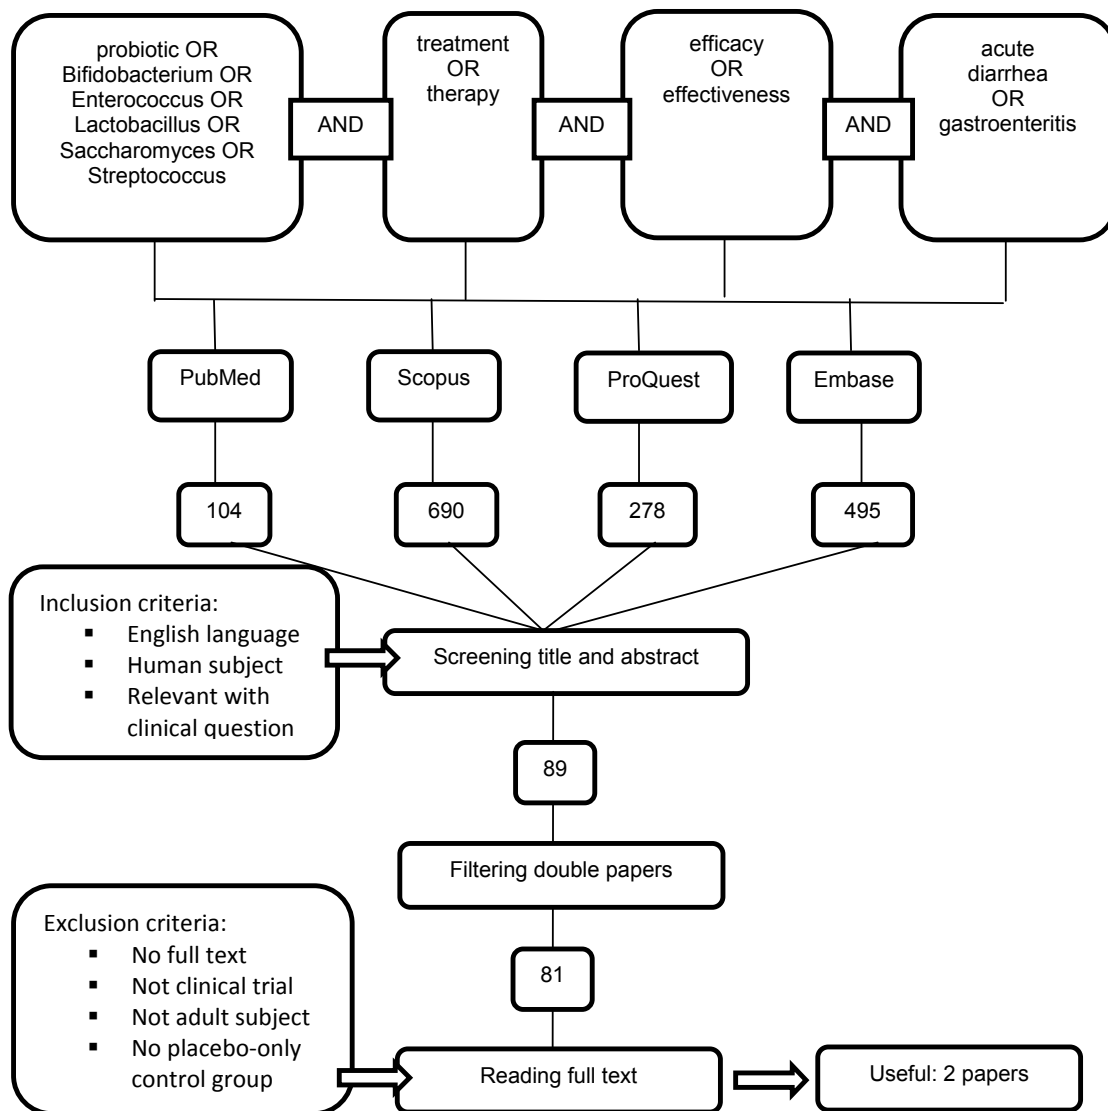 probiotic OR
Bifidobacterium OR
Enterococcus OR
Lactobacillus OR
Saccharomyces OR
Streptococcus
AND
treatment
OR
therapy
AND
efficacy
OR
effectiveness
AND
acute
diarrhea
OR
gastroenteritis
PubMed
Scopus
ProQuest
Embase
104
690
278
495
Inclusion criteria:
▪ English language
▪ Human subject
▪ Relevant with
clinical question
Screening title and abstract
89
Filtering double papers
81
Exclusion criteria:
▪ No full text
▪ Not clinical trial
▪ Not adult subject
▪ No placebo-only
control group
Reading full text
Useful: 2 papers